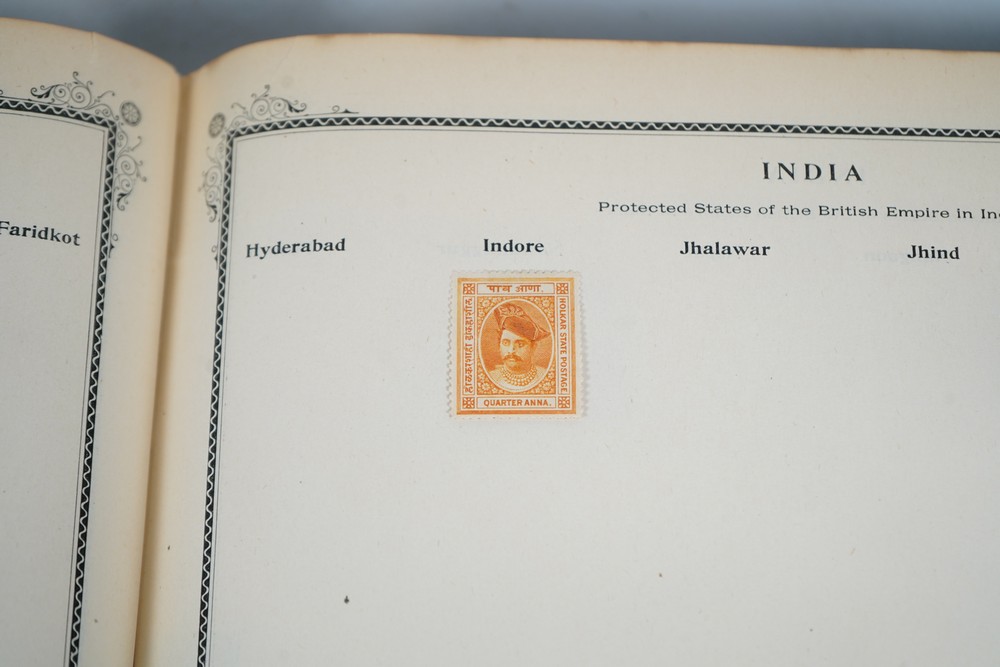 Faridkot
INDIA
Protected States of the British Empire in In
Hyderabad Indore Jhalawar Jhind
पाव आणा.
HOLKAR STATE POSTAGE.
QUARTER ANNA.